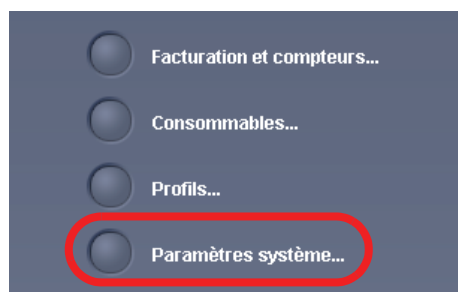 Facturation et compteurs...
Consommables...
Profils...
Paramètres système...